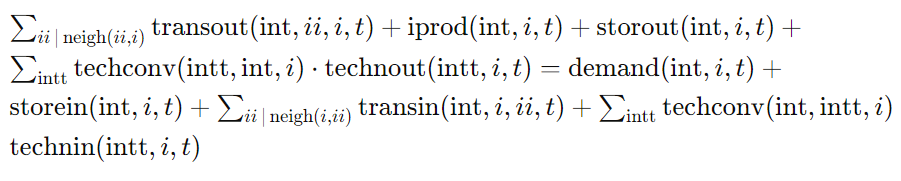 ∑_{ii | neigh(ii,i)} transout(int, ii, i, t) + iprod(int, i, t) + storout(int, i, t) +
∑_{intt} techconv(intt, int, i) · technout(intt, i, t) = demand(int, i, t) +
storein(int, i, t) + ∑_{ii | neigh(i,ii)} transin(int, i, ii, t) + ∑_{intt} techconv(int, intt, i)
technin(intt, i, t)